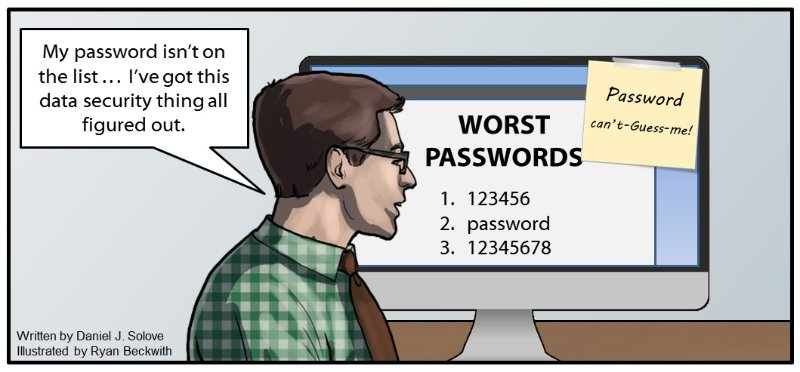 My password isn't on
the list... I've got this
data security thing all
figured out.
Password
can't-Guess-me!
WORST
PASSWORDS
1. 123456
2. password
3. 12345678
Written by Daniel J. Solove
Illustrated by Ryan Beckwith